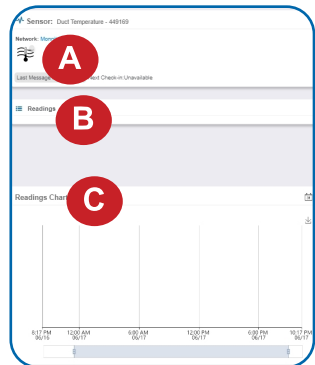 Sensor: Duct Temperature - 449169
Network:
A
Last Message Next Check-in:Unavailable
Readings
B
Readings Chart
C
8:17 PM 12:00 AM 6:00 AM 12:00 PM 6:00 PM 10:17 PM
06/16 06/17 06/17 06/17 06/17 06/17